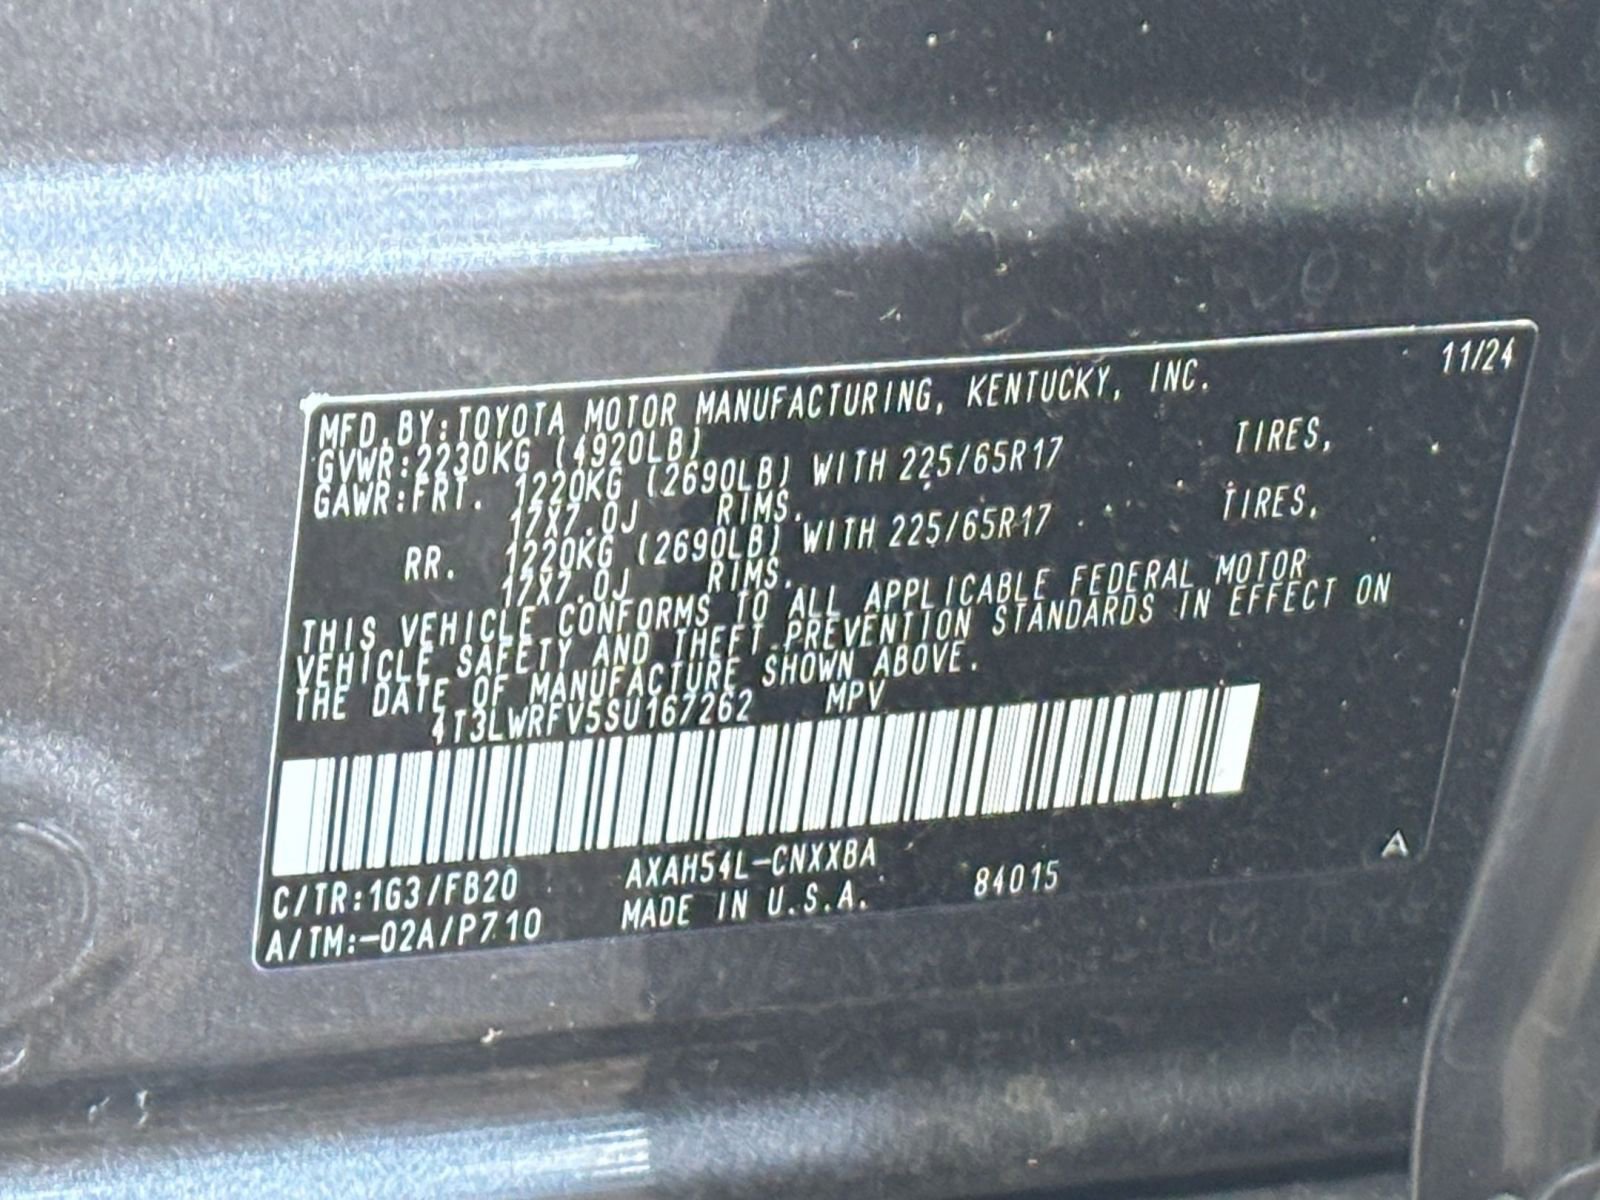 11/24
MFD.BY:TOYOTA MOTOR MANUFACTURING, KENTUCKY, INC.
GVWR:2230KG (4920LB)
GAWR:FRT. 1220KG (2690LB) WITH 225/65R17 TIRES,
17X7.0J RIMS.
RR. 1220KG (2690LB) WITH 225/65R17 TIRES,
17X7.0J RIMS.
THIS VEHICLE CONFORMS TO ALL APPLICABLE FEDERAL MOTOR
VEHICLE SAFETY AND THEFT PREVENTION STANDARDS IN EFFECT ON
THE DATE OF MANUFACTURE SHOWN ABOVE.
4T3LWRFV5SU167262 MPV
C/TR:1G3/FB20 AXAH54L-CNXXBA A
A/TM:-02A/P710 MADE IN U.S.A. 84015